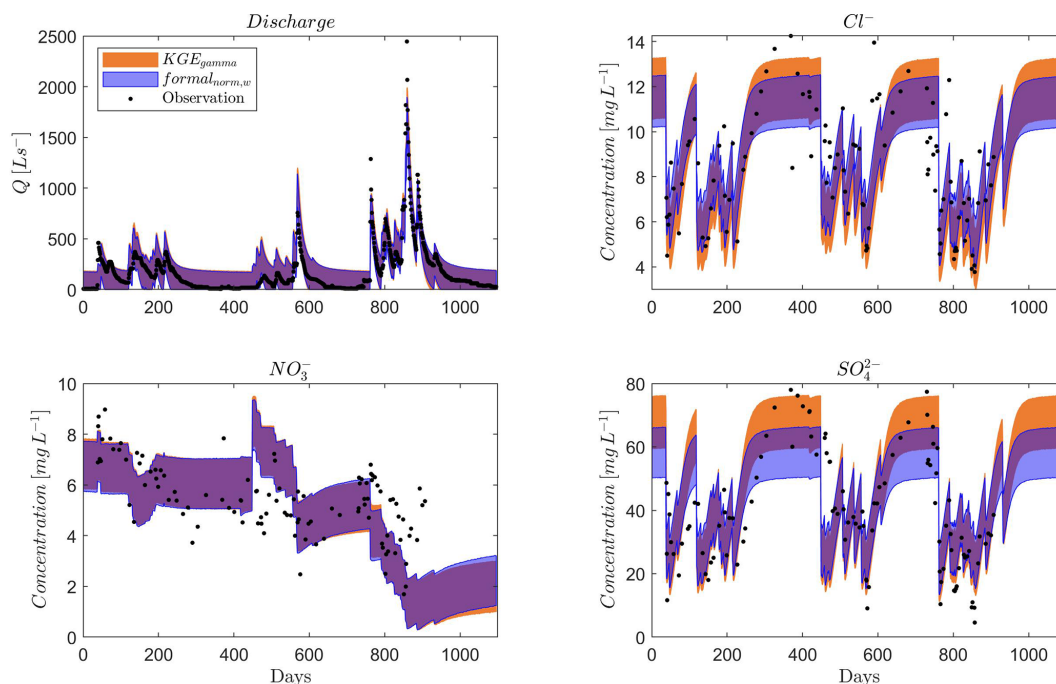 Discharge
Q [Ls⁻]
2500
2000
1500
1000
500
0
KGE_gamma
formal_norm,w
Observation
0 200 400 600 800 1000
Cl⁻
Concentration [mg L⁻¹]
14
12
10
8
6
4
0 200 400 600 800 1000
NO₃⁻
Concentration [mg L⁻¹]
10
8
6
4
2
0
0 200 400 600 800 1000
Days
SO₄²⁻
Concentration [mg L⁻¹]
80
60
40
20
0
0 200 400 600 800 1000
Days